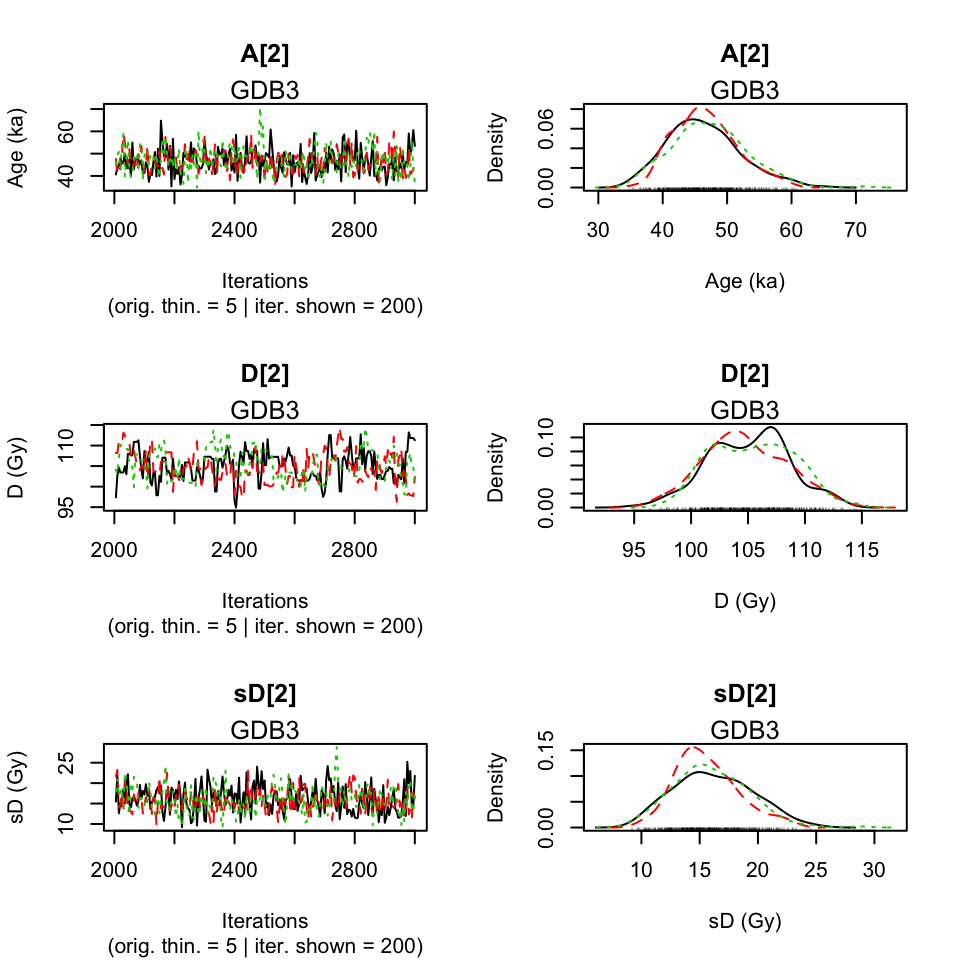 A[2]
GDB3
Age (ka)
40 60
2000 2400 2800
Iterations
(orig. thin. = 5 | iter. shown = 200)
A[2]
GDB3
Density
0.00 0.06
30 40 50 60 70
Age (ka)
D[2]
GDB3
D (Gy)
95 110
2000 2400 2800
Iterations
(orig. thin. = 5 | iter. shown = 200)
D[2]
GDB3
Density
0.00 0.10
95 100 105 110 115
D (Gy)
sD[2]
GDB3
sD (Gy)
10 25
2000 2400 2800
Iterations
(orig. thin. = 5 | iter. shown = 200)
sD[2]
GDB3
Density
0.00 0.15
10 15 20 25 30
sD (Gy)